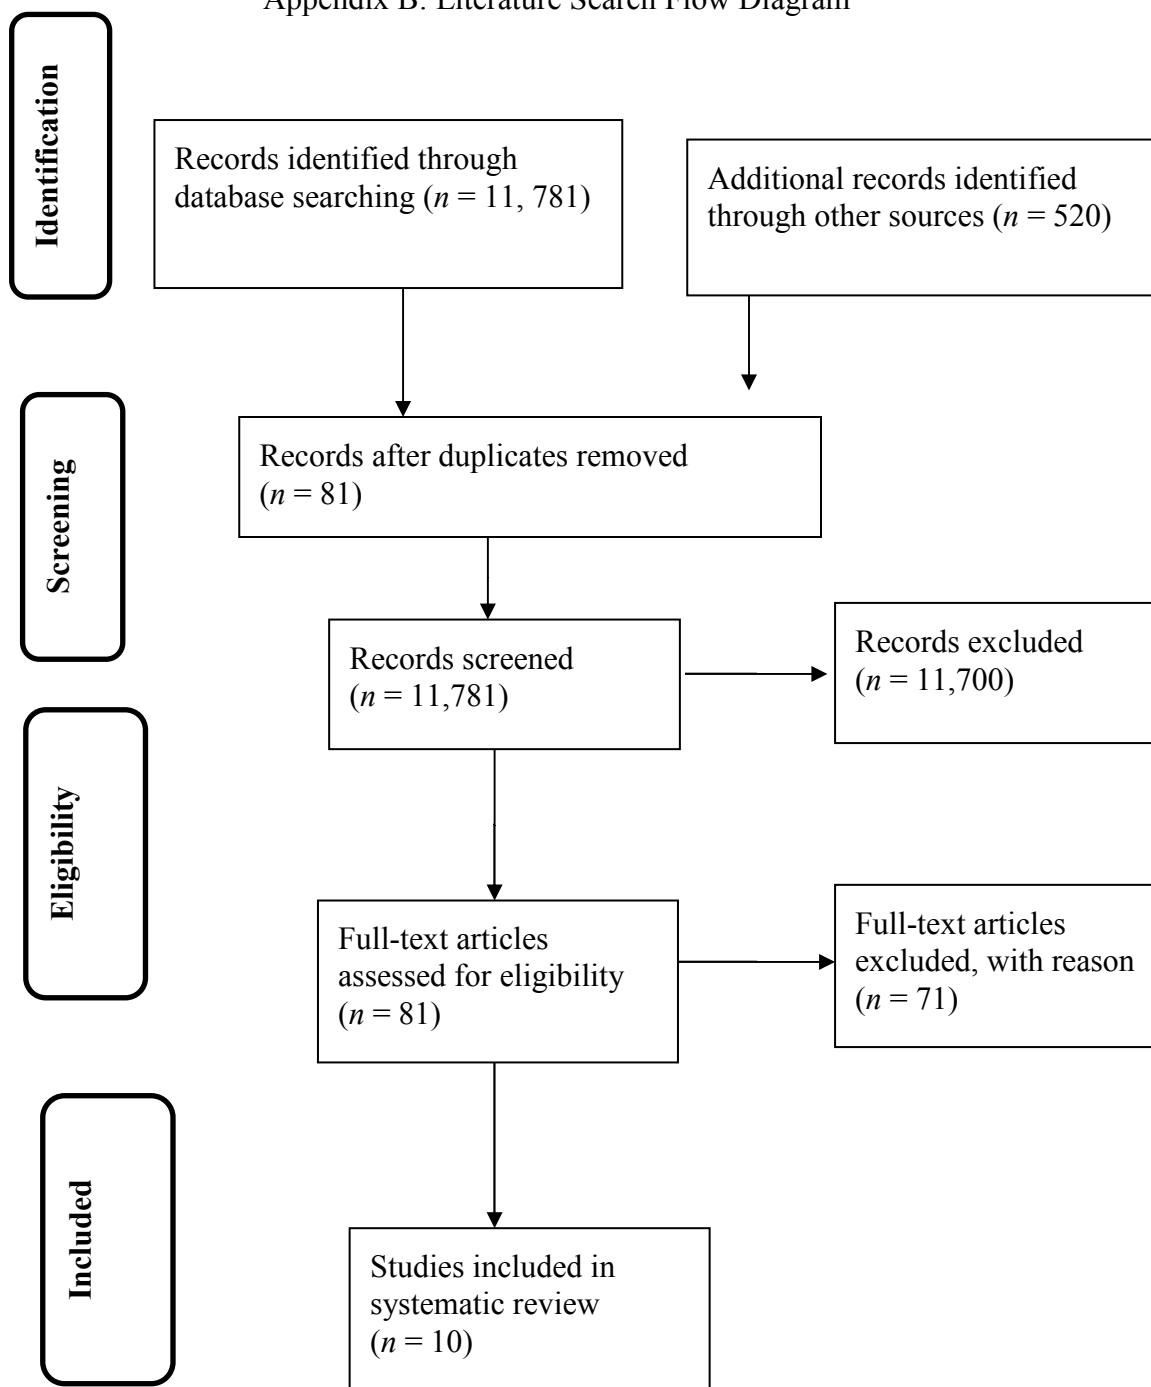 Appendix B: Literature Search Flow Diagram
Identification
Records identified through
database searching (n = 11, 781)
Additional records identified
through other sources (n = 520)
Screening
Records after duplicates removed
(n = 81)
Records screened
(n = 11,781)
Records excluded
(n = 11,700)
Eligibility
Full-text articles
assessed for eligibility
(n = 81)
Full-text articles
excluded, with reason
(n = 71)
Included
Studies included in
systematic review
(n = 10)